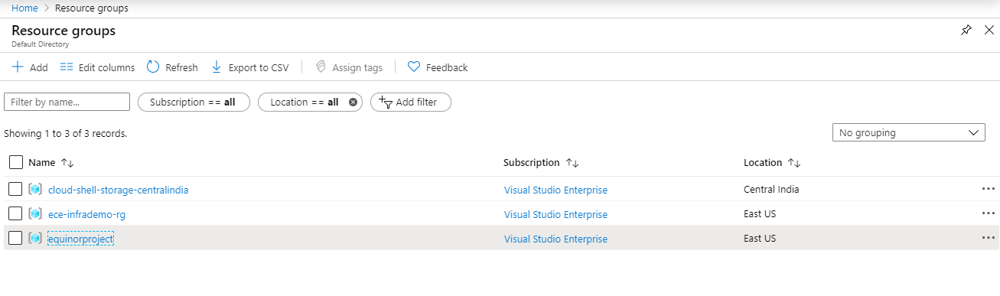 Home > Resource groups
Resource groups
Default Directory
Add Edit columns Refresh Export to CSV Assign tags Feedback
Filter by name... Subscription == all Location == all Add filter
Showing 1 to 3 of 3 records.
No grouping
Name Subscription Location
cloud-shell-storage-centralindia Visual Studio Enterprise Central India
ece-infrademo-rg Visual Studio Enterprise East US
equinorproject Visual Studio Enterprise East US